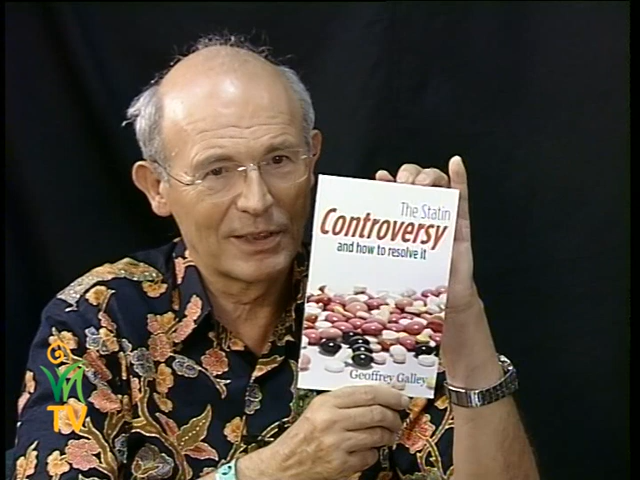 The Statin
Controversy
and how to resolve it
Geoffrey Galley
TV